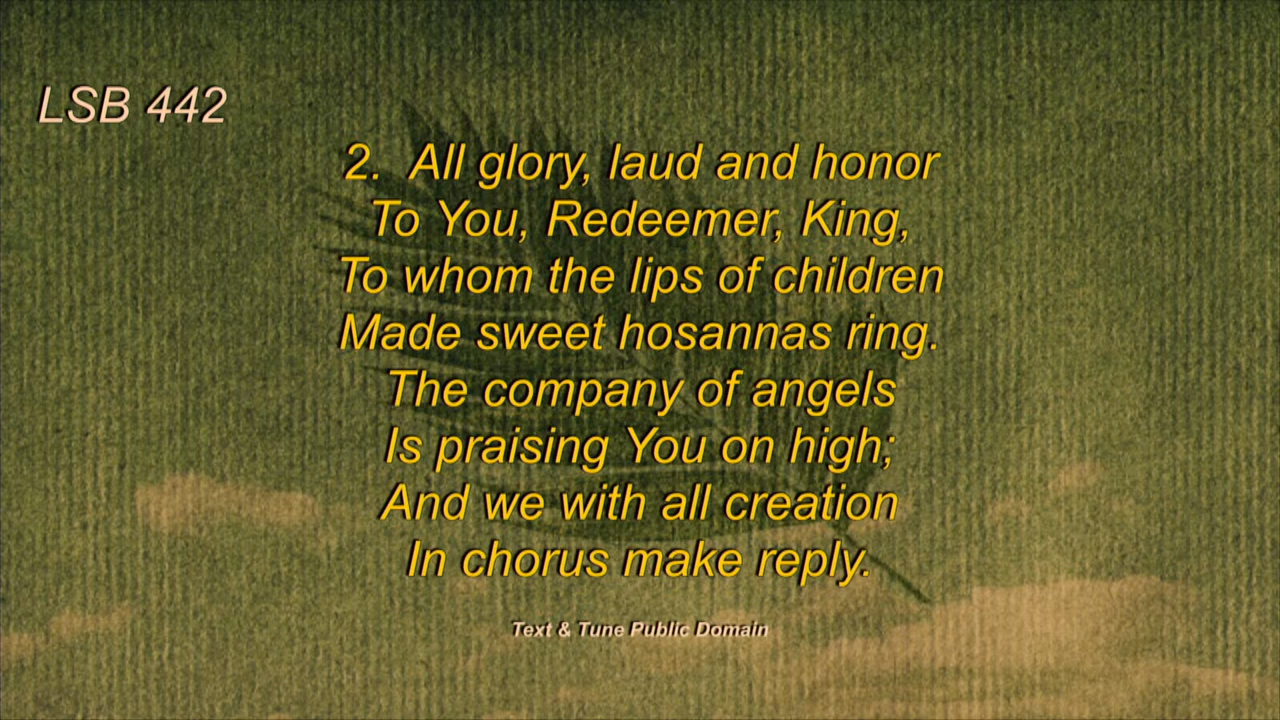 LSB 442
2. All glory, laud and honor
To You, Redeemer, King,
To whom the lips of children
Made sweet hosannas ring.
The company of angels
Is praising You on high;
And we with all creation
In chorus make reply.
Text & Tune Public Domain